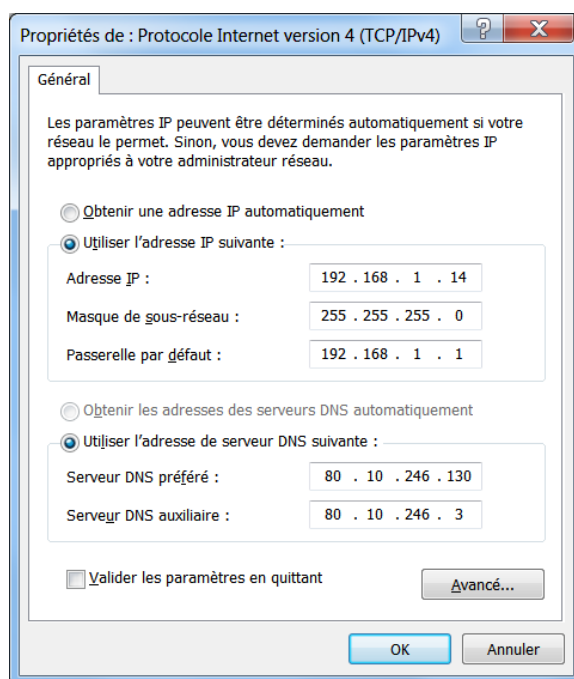 Propriétés de : Protocole Internet version 4 (TCP/IPv4)
Général
Les paramètres IP peuvent être déterminés automatiquement si votre
réseau le permet. Sinon, vous devez demander les paramètres IP
appropriés à votre administrateur réseau.
Obtenir une adresse IP automatiquement
Utiliser l'adresse IP suivante :
Adresse IP : 192 . 168 . 1 . 14
Masque de sous-réseau : 255 . 255 . 255 . 0
Passerelle par défaut : 192 . 168 . 1 . 1
Obtenir les adresses des serveurs DNS automatiquement
Utiliser l'adresse de serveur DNS suivante :
Serveur DNS préféré : 80 . 10 . 246 . 130
Serveur DNS auxiliaire : 80 . 10 . 246 . 3
Valider les paramètres en quittant
Avancé...
OK Annuler